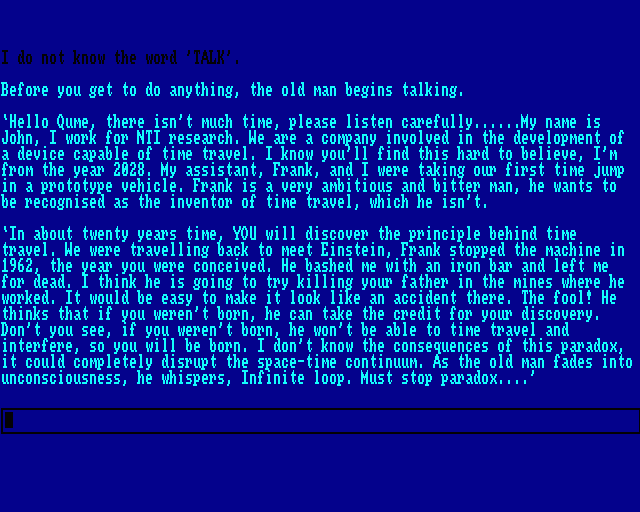 I do not know the word 'TALK'.
Before you get to do anything, the old man begins talking.
'Hello Qume, there isn't much time, please listen carefully......My name is
John, I work for NTI research. We are a company involved in the development of
a device capable of time travel. I know you'll find this hard to believe, I'm
from the year 2028. My assistant, Frank, and I were taking our first time jump
in a prototype vehicle. Frank is a very ambitious and bitter man, he wants to
be recognised as the inventor of time travel, which he isn't.
'In about twenty years time, YOU will discover the principle behind time
travel. We were travelling back to meet Einstein, Frank stopped the machine in
1962, the year you were conceived. He bashed me with an iron bar and left me
for dead. I think he is going to try killing your father in the mines where he
worked. It would be easy to make it look like an accident there. The fool! He
thinks that if you weren't born, he can take the credit for your discovery.
Don't you see, if you weren't born, he won't be able to time travel and
interfere, so you will be born. I don't know the consequences of this paradox,
it could completely disrupt the space-time continuum. As the old man fades into
unconsciousness, he whispers, Infinite loop. Must stop paradox....'